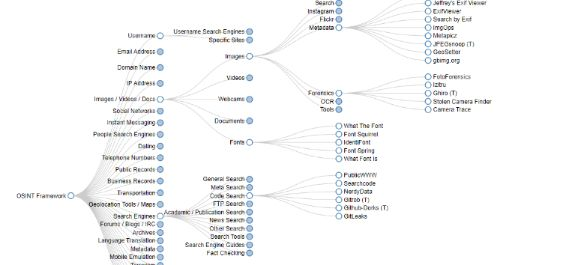 Search
Instagram
Flickr
Metadata
Jeffrey's Exif Viewer
ExifViewer
Search by Exif
ImgOps
Metapicz
JPEGsnoop (T)
GeoSetter
gbimg.org
Username
Username Search Engines
Specific Sites
Email Address
Domain Name
IP Address
Images / Videos / Docs
Images
Videos
Webcams
Documents
Fonts
Forensics
OCR
Tools
FotoForensics
Izitru
Ghiro (T)
Stolen Camera Finder
Camera Trace
What The Font
Font Squirrel
IdentiFont
Font Spring
What Font is
Social Networks
Instant Messaging
People Search Engines
Dating
Telephone Numbers
Public Records
Business Records
OSINT Framework
Transportation
Geolocation Tools / Maps
Search Engines
General Search
Meta Search
Code Search
FTP Search
Academic / Publication Search
News Search
Other Search
Search Tools
Search Engine Guides
Fact Checking
PublicWWW
Searchcode
NerdyData
Gitrob (T)
Github-Dorks (T)
GitLeaks
Forums / Blogs / IRC
Archives
Language Translation
Metadata
Mobile Emulation